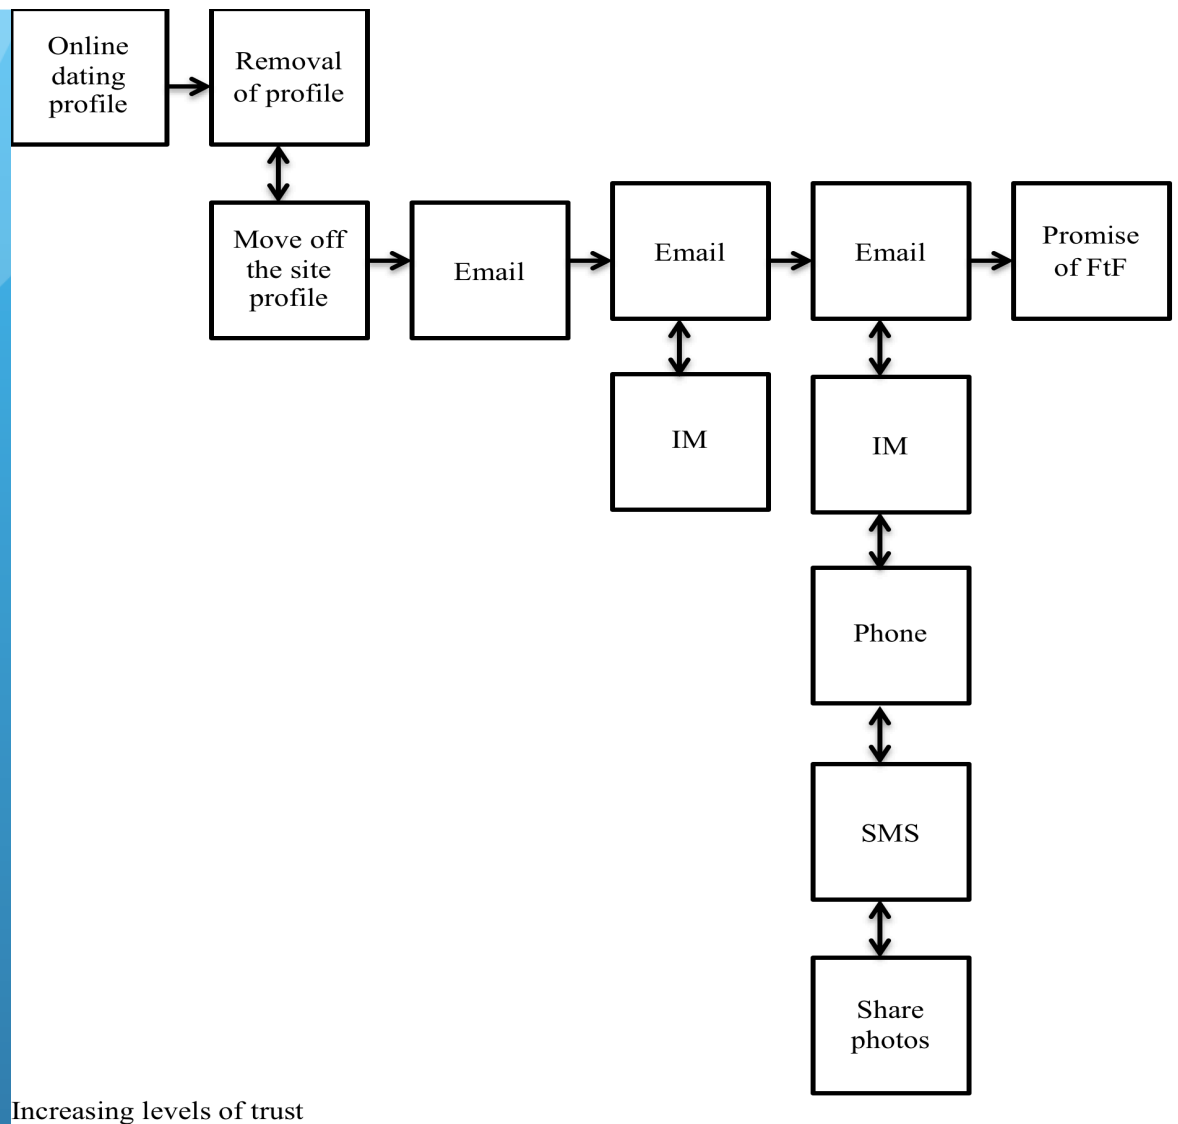 Online
dating
profile
Removal
of profile
Move off
the site
profile
Email
Email
IM
Email
IM
Phone
SMS
Share
photos
Promise
of FtF
Increasing levels of trust